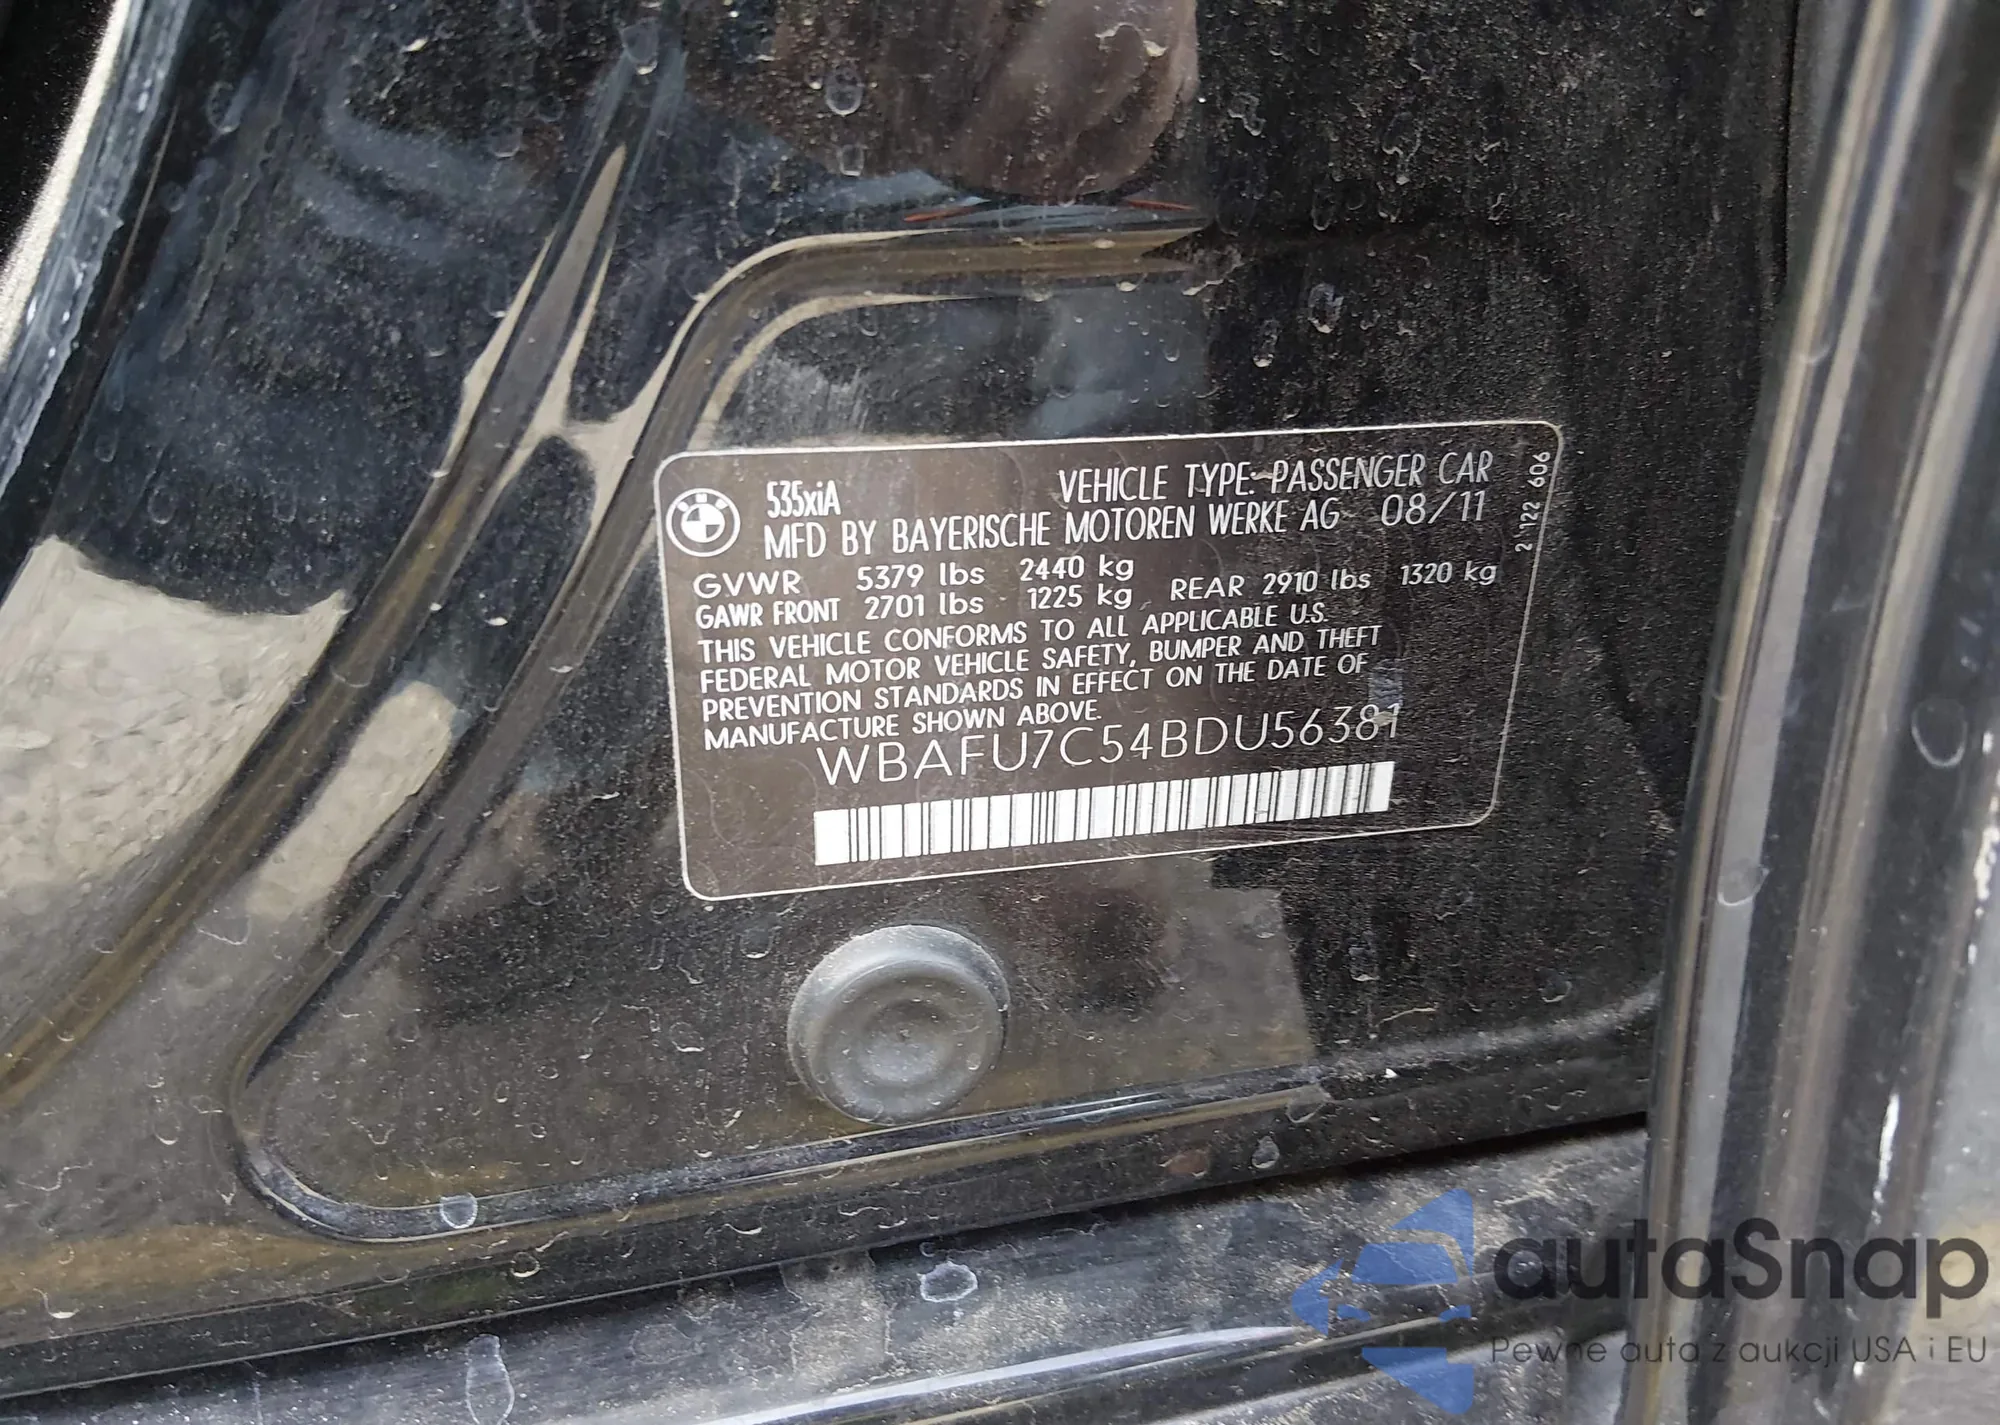 BMW
535xiA
VEHICLE TYPE: PASSENGER CAR
MFD BY BAYERISCHE MOTOREN WERKE AG 08/11
GVWR 5379 lbs 2440 kg
GAWR FRONT 2701 lbs 1225 kg, REAR 2910 lbs 1320 kg
THIS VEHICLE CONFORMS TO ALL APPLICABLE U.S.
FEDERAL MOTOR VEHICLE SAFETY, BUMPER AND THEFT
PREVENTION STANDARDS IN EFFECT ON THE DATE OF
MANUFACTURE SHOWN ABOVE.
WBAFU7C54BDU56381
2 122 606
autaSnap
Pewne auta z aukcji USA i EU